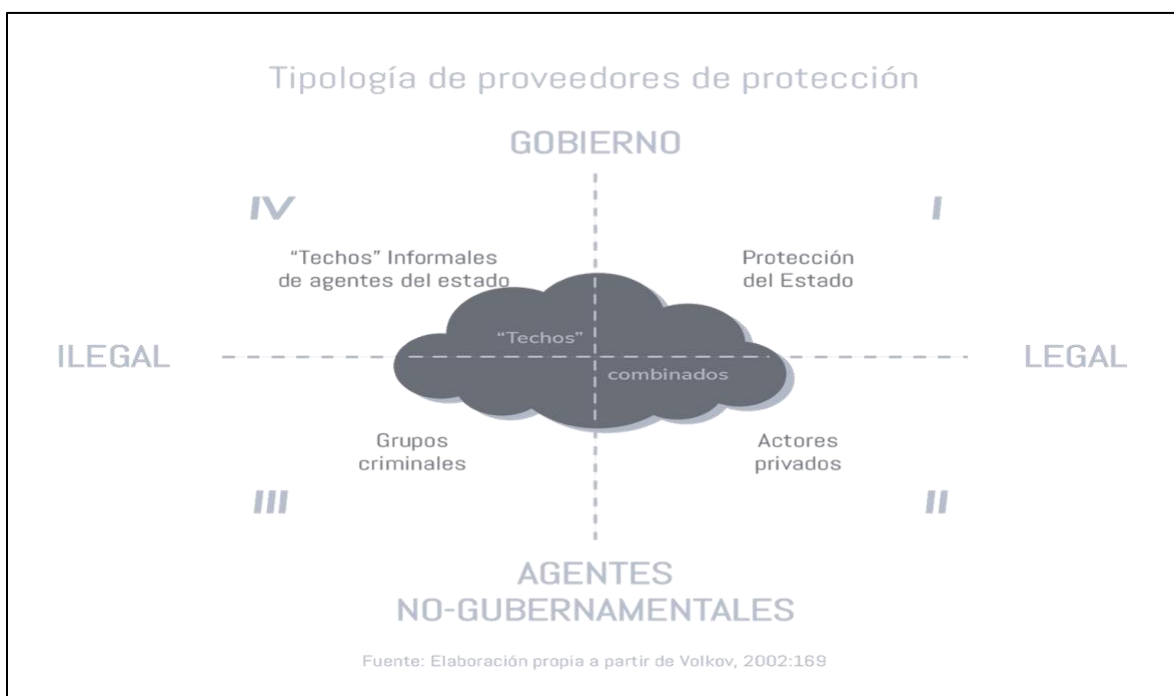 Tipología de proveedores de protección
GOBIERNO
IV
I
“Techos” Informales
de agentes del estado
Protección
del Estado
“Techos”
ILEGAL
LEGAL
combinados
Grupos
criminales
Actores
privados
III
II
AGENTES
NO-GUBERNAMENTALES
Fuente: Elaboración propia a partir de Volkov, 2002:169